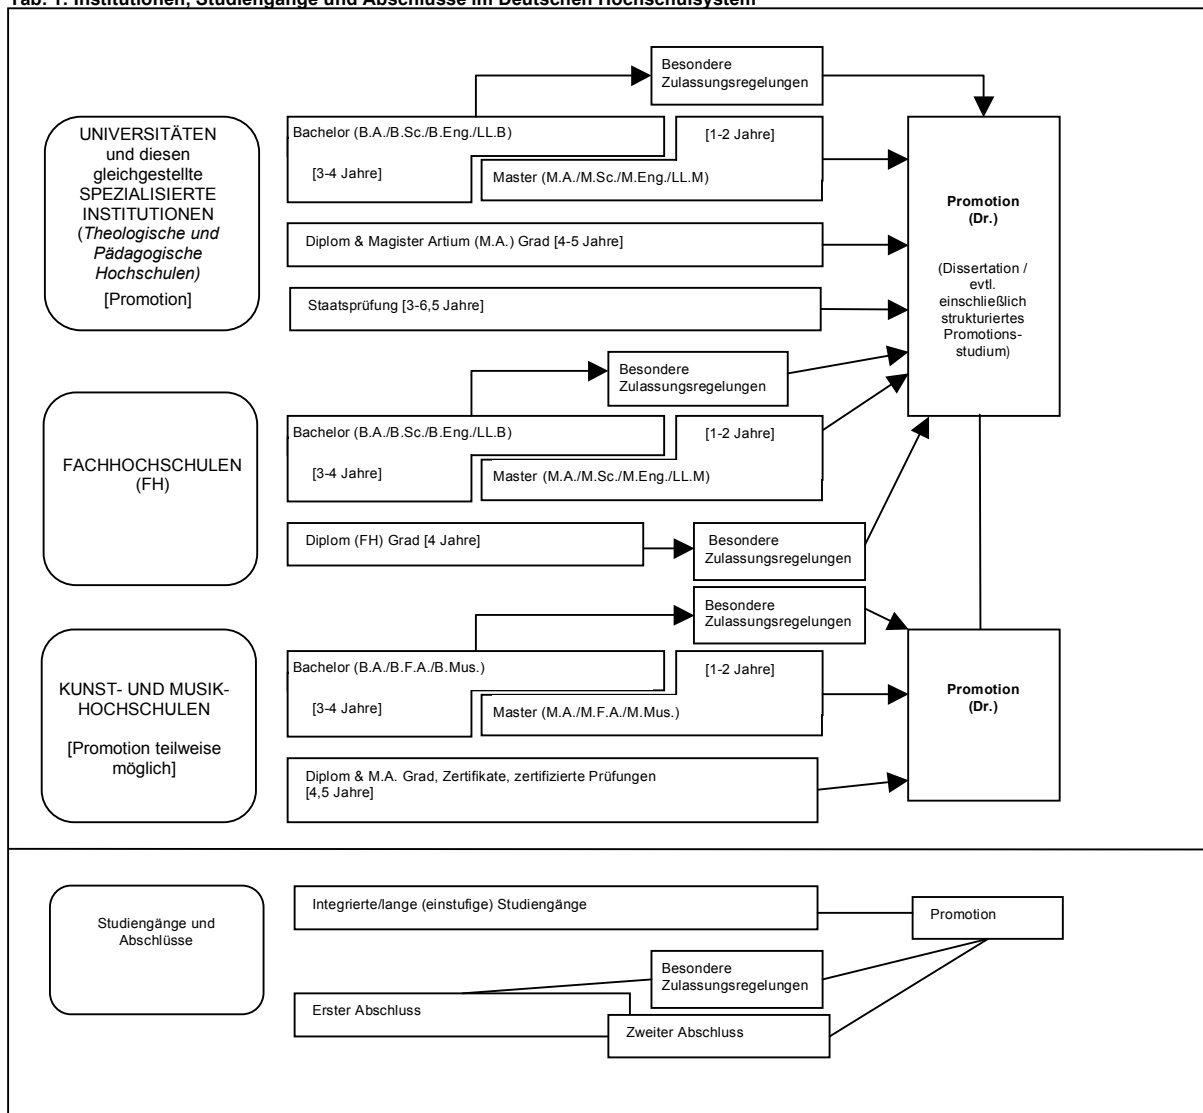 Tab. 1: Institutionen, Studiengänge und Abschlüsse im Deutschen Hochschulsystem
Besondere
Zulassungsregelungen
UNIVERSITÄTEN
und diesen
gleichgestellte
SPEZIALISIERTE
INSTITUTIONEN
(Theologische und
Pädagogische
Hochschulen)
[Promotion]
Bachelor (B.A./B.Sc./B.Eng./LL.B)
[3-4 Jahre]
[1-2 Jahre]
Master (M.A./M.Sc./M.Eng./LL.M)
Diplom & Magister Artium (M.A.) Grad [4-5 Jahre]
Staatsprüfung [3-6,5 Jahre]
Promotion
(Dr.)
(Dissertation /
evtl.
einschließlich
strukturiertes
Promotions-
studium)
Besondere
Zulassungsregelungen
FACHHOCHSCHULEN
(FH)
Bachelor (B.A./B.Sc./B.Eng./LL.B)
[3-4 Jahre]
[1-2 Jahre]
Master (M.A./M.Sc./M.Eng./LL.M)
Diplom (FH) Grad [4 Jahre]
Besondere
Zulassungsregelungen
Besondere
Zulassungsregelungen
KUNST- UND MUSIK-
HOCHSCHULEN
[Promotion teilweise
möglich]
Bachelor (B.A./B.F.A./B.Mus.)
[3-4 Jahre]
[1-2 Jahre]
Master (M.A./M.F.A./M.Mus.)
Diplom & M.A. Grad, Zertifikate, zertifizierte Prüfungen
[4,5 Jahre]
Promotion
(Dr.)
Studiengänge und
Abschlüsse
Integrierte/lange (einstufige) Studiengänge
Promotion
Besondere
Zulassungsregelungen
Erster Abschluss
Zweiter Abschluss